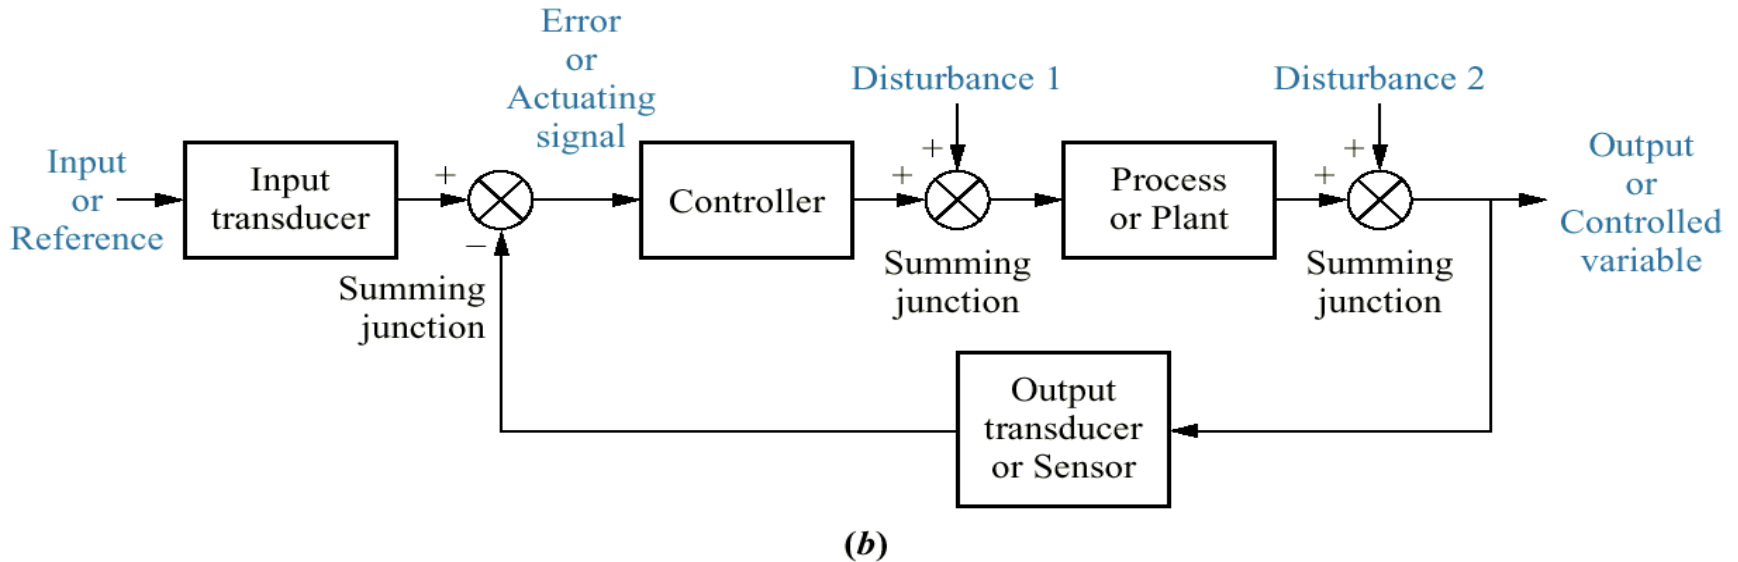 Error
or
Actuating
signal
Disturbance 1
Disturbance 2
Input
or
Reference
Input
transducer
+
−
Summing
junction
Controller
+
+
Summing
junction
Process
or Plant
+
+
Summing
junction
Output
or
Controlled
variable
Output
transducer
or Sensor
(b)